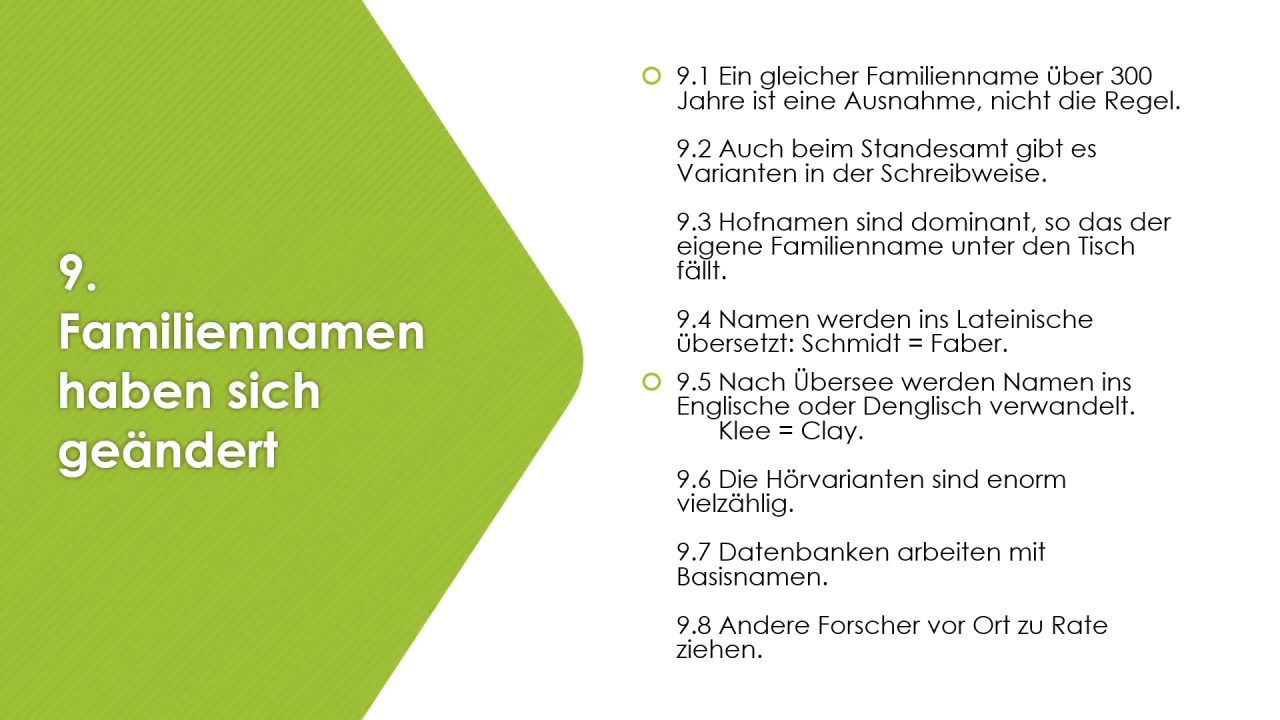 9.
Familiennamen
haben sich
geändert
9.1 Ein gleicher Familienname über 300
Jahre ist eine Ausnahme, nicht die Regel.
9.2 Auch beim Standesamt gibt es
Varianten in der Schreibweise.
9.3 Hofnamen sind dominant, so das der
eigene Familienname unter den Tisch
fällt.
9.4 Namen werden ins Lateinische
übersetzt: Schmidt = Faber.
9.5 Nach Übersee werden Namen ins
Englische oder Denglisch verwandelt.
Klee = Clay.
9.6 Die Hörvarianten sind enorm
vielzählig.
9.7 Datenbanken arbeiten mit
Basisnamen.
9.8 Andere Forscher vor Ort zu Rate
ziehen.